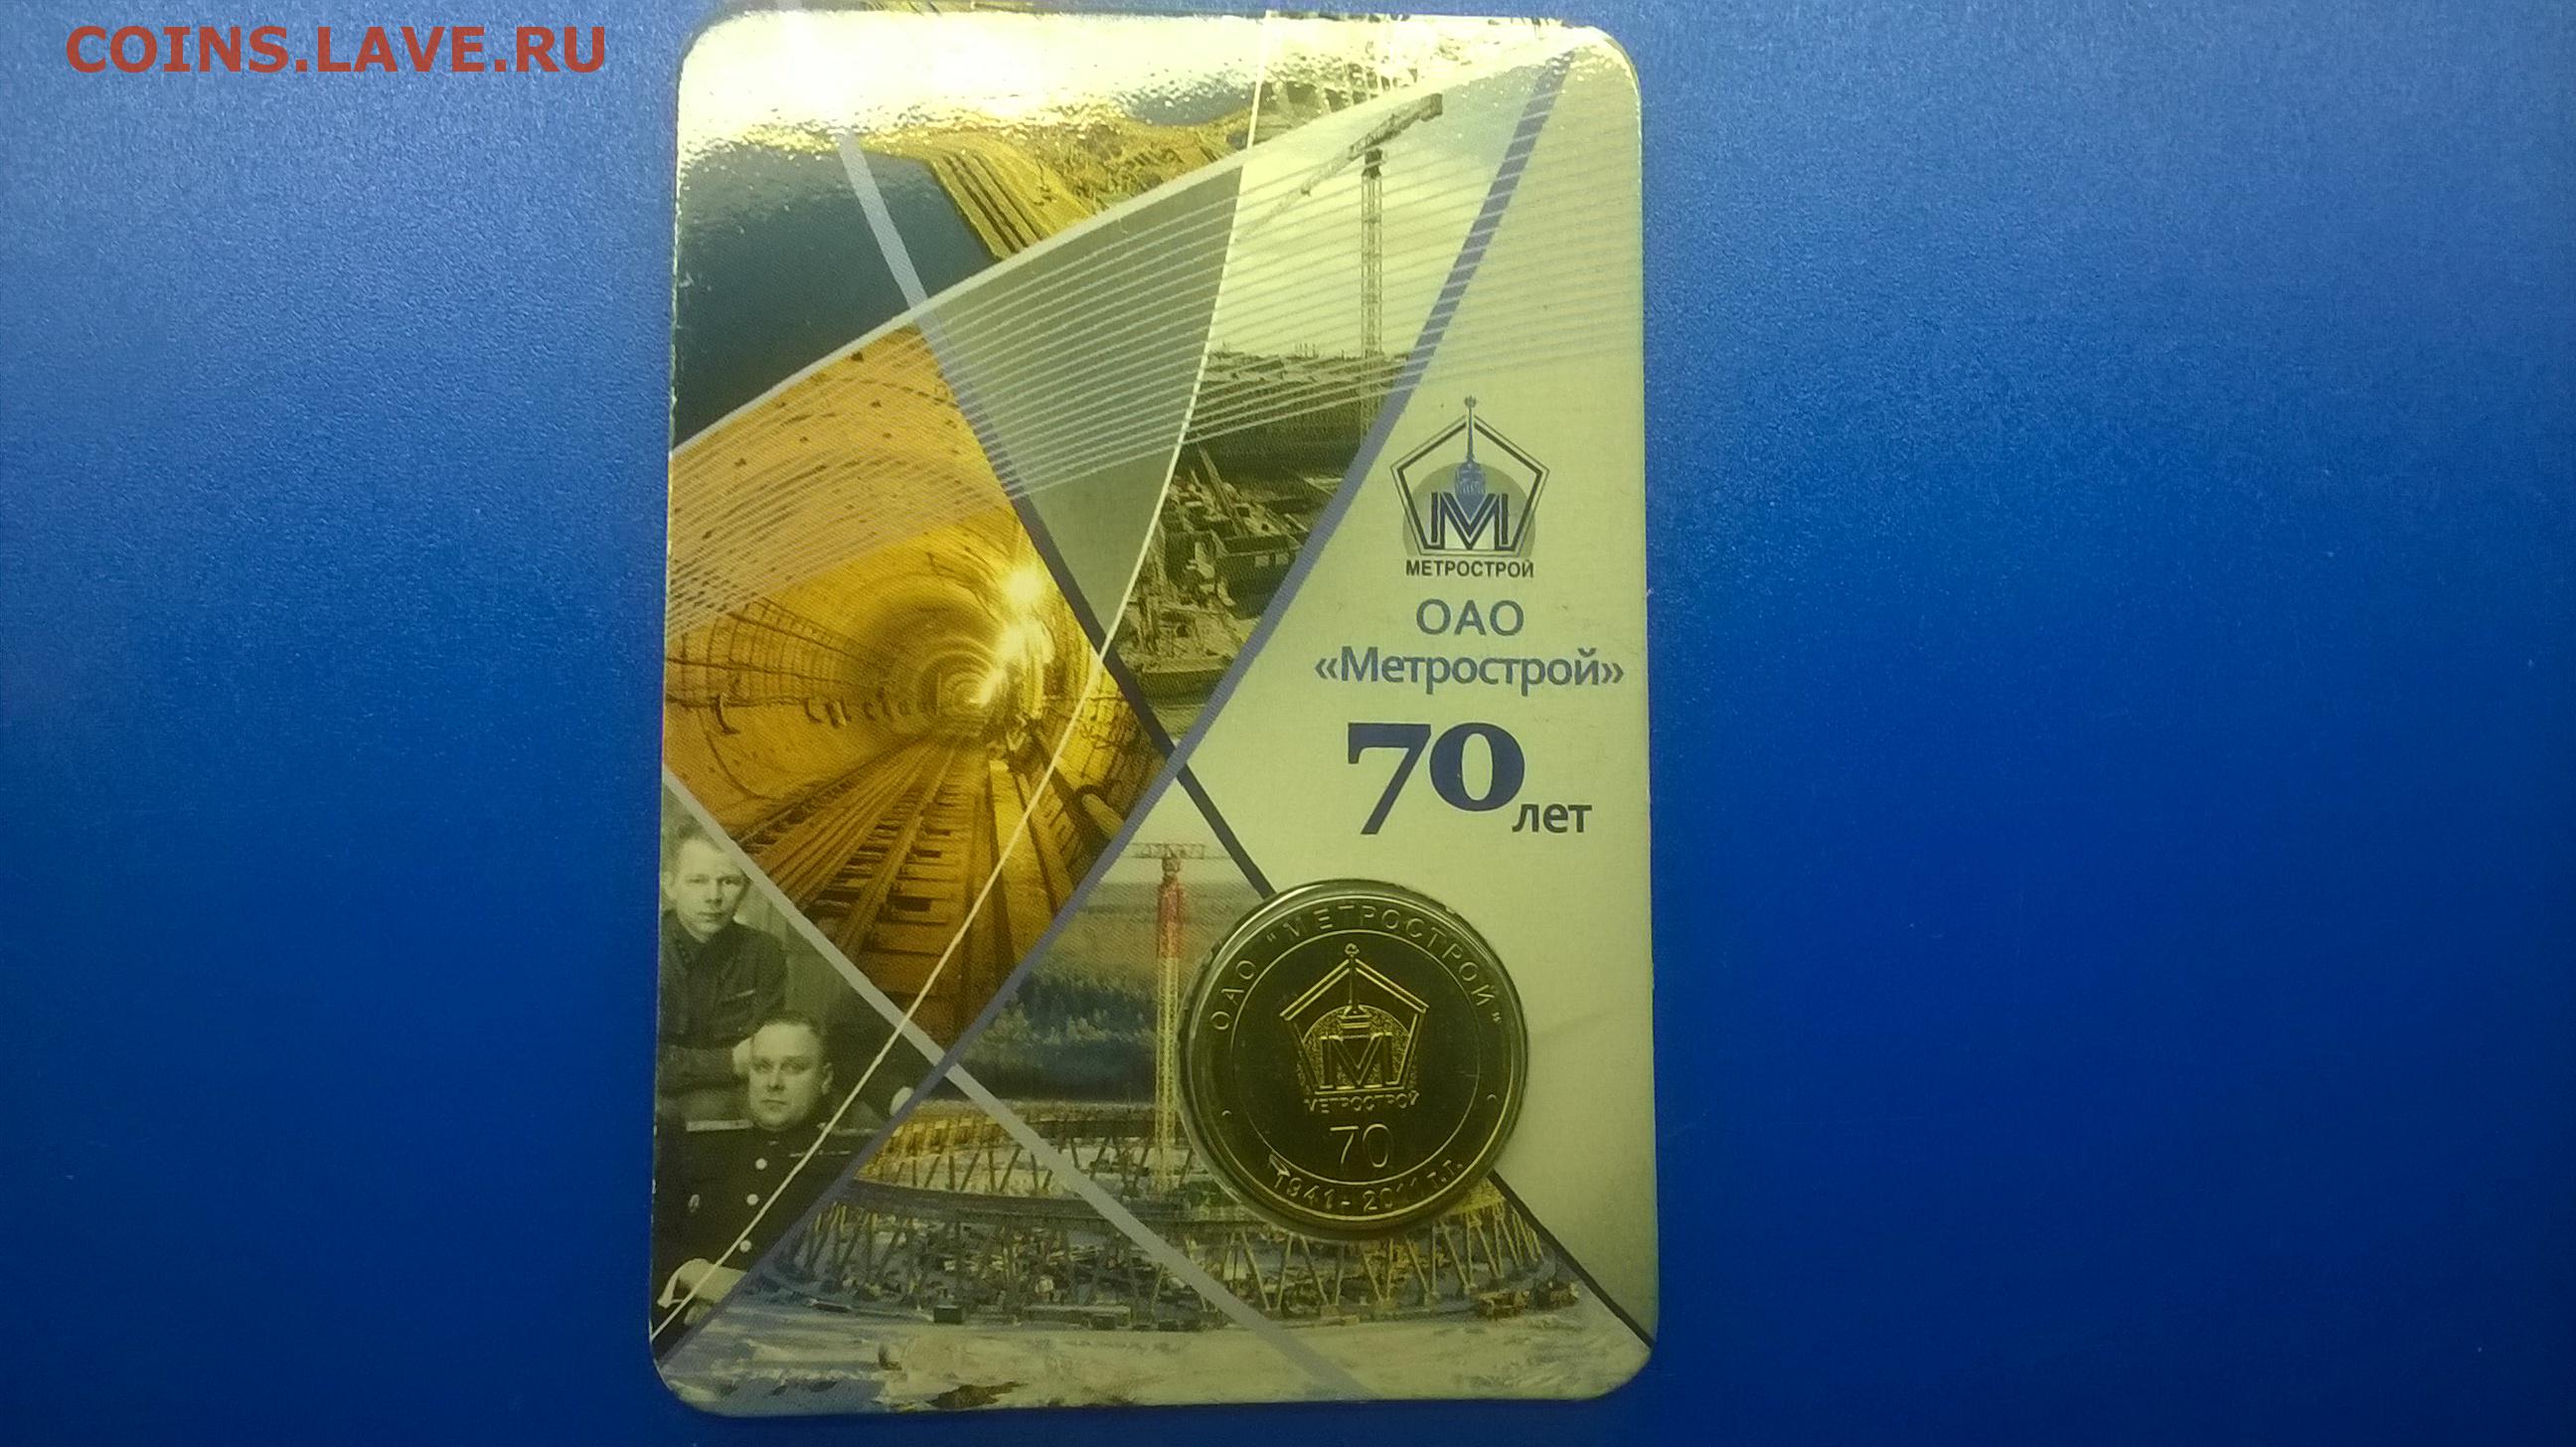 COINS.LAVE.RU
МЕТРОСТРОЙ
ОАО
«Метрострой»
70 лет
ОАО "МЕТРОСТРОЙ"
МЕТРОСТРОЙ
70
1941- 2011 г.г.